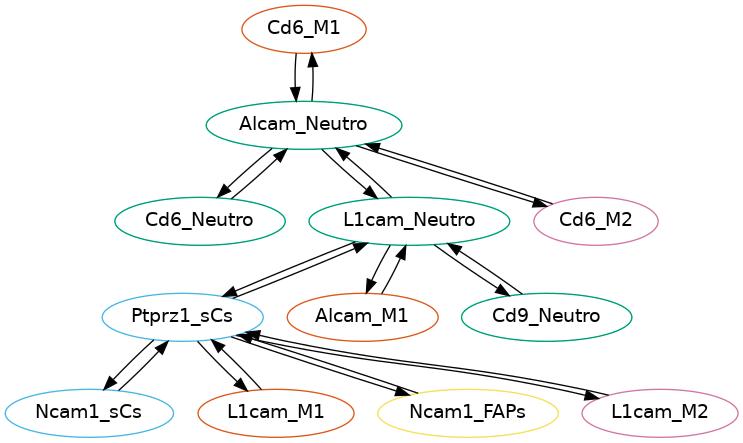 Cd6_M1
Alcam_Neutro
Cd6_Neutro
L1cam_Neutro
Cd6_M2
Ptprz1_sCs
Alcam_M1
Cd9_Neutro
Ncam1_sCs
L1cam_M1
Ncam1_FAPs
L1cam_M2